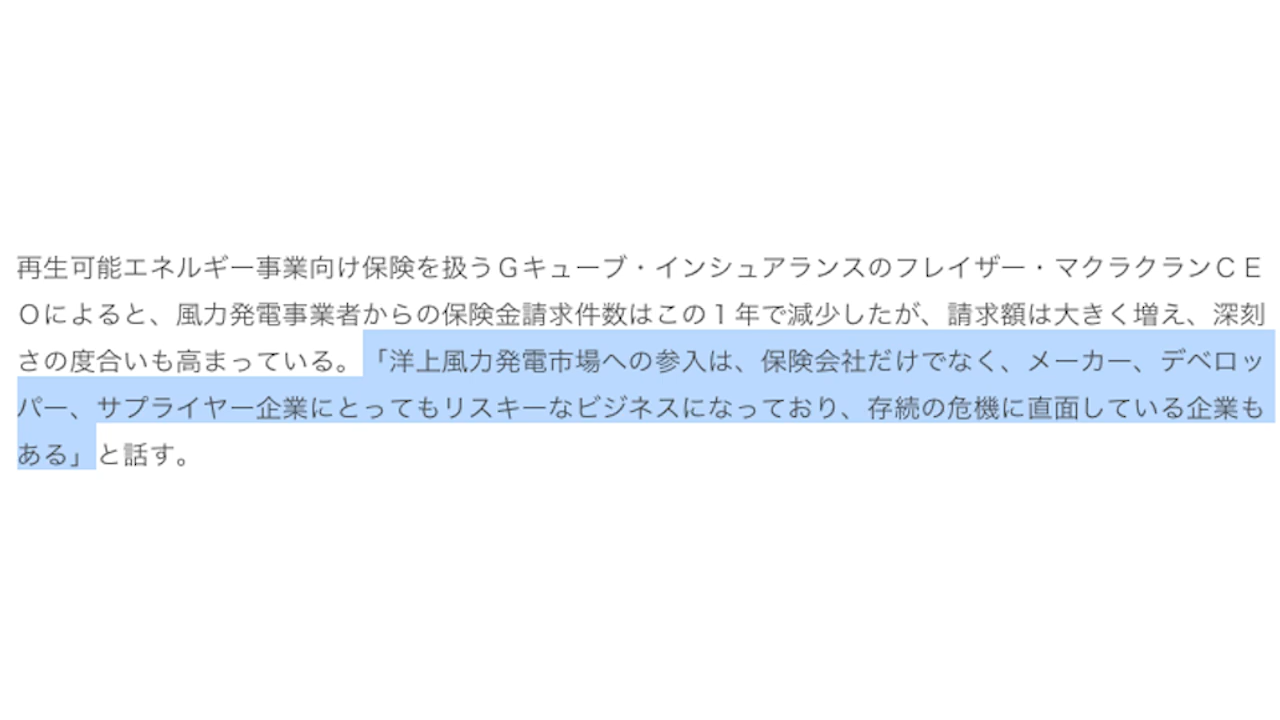 再生可能エネルギー事業向け保険を扱うＧキューブ・インシュアランスのフレイザー・マクラクランＣＥ
Ｏによると、風力発電事業者からの保険金請求件数はこの１年で減少したが、請求額は大きく増え、深刻
さの度合いも高まっている。「洋上風力発電市場への参入は、保険会社だけでなく、メーカー、デベロッ
パー、サプライヤー企業にとってもリスキーなビジネスになっており、存続の危機に直面している企業も
ある」と話す。